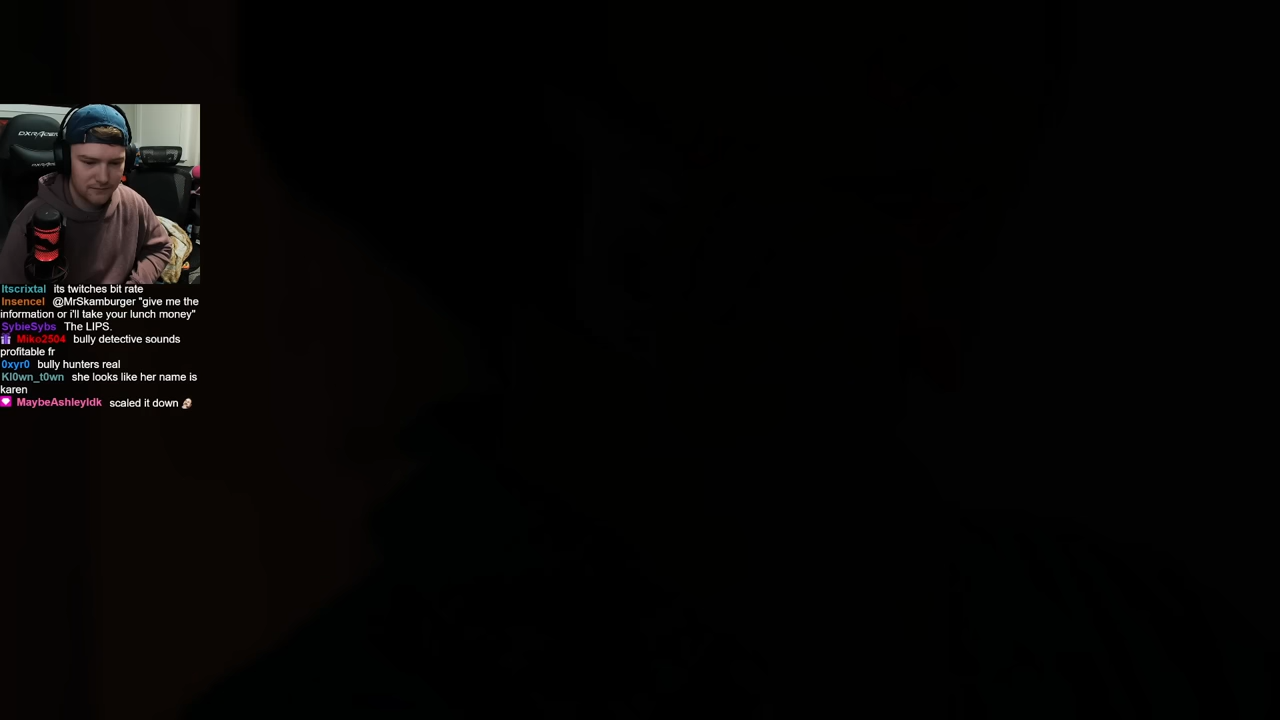 DXRACER
Itscrixtal its twitches bit rate
Insencel @MrSkamburger "give me the
information or i'll take your lunch money"
SybieSybs The LIPS.
Miko2504 bully detective sounds
profitable fr
0xyr0 bully hunters real
Kl0wn_t0wn she looks like her name is
karen
MaybeAshleyIdk scaled it down